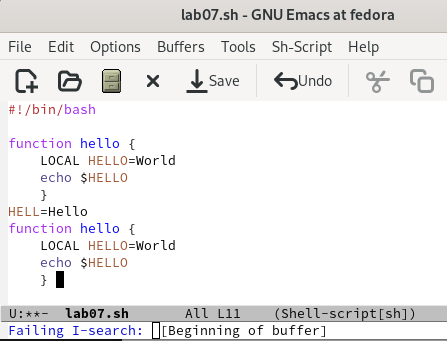 lab07.sh - GNU Emacs at fedora
File Edit Options Buffers Tools Sh-Script Help
Save Undo
#!/bin/bash
function hello {
LOCAL HELLO=World
echo $HELLO
}
HELL=Hello
function hello {
LOCAL HELLO=World
echo $HELLO
}
U:**- lab07.sh All L11 (Shell-script[sh])
Failing I-search: [Beginning of buffer]